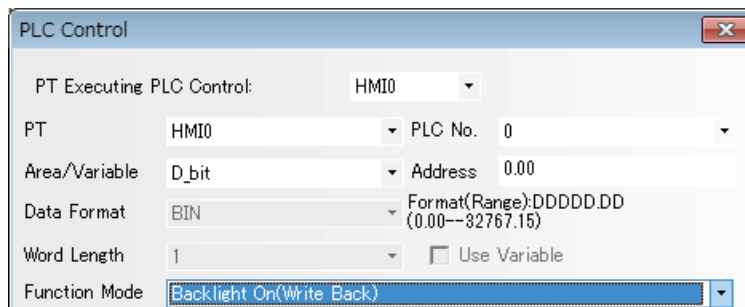 PLC Control
PT Executing PLC Control: HMI0
PT HMI0 PLC No. 0
Area/Variable D_bit Address 0.00
Data Format BIN Format(Range):DDDDD.DD
(0.00--32767.15)
Word Length 1 Use Variable
Function Mode Backlight On(Write Back)